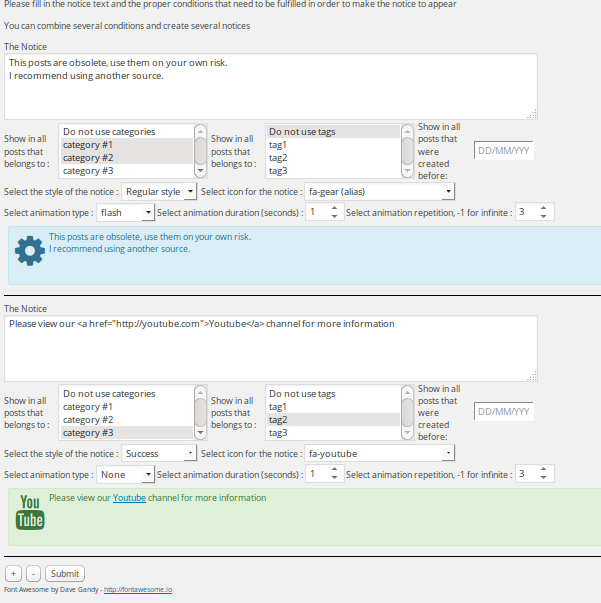 Please fill in the notice text and the proper conditions that need to be fulfilled in order to make the notice to appear
You can combine several conditions and create several notices
The Notice
This posts are obsolete, use them on your own risk.
I recommend using another source.
Show in all posts that belongs to :
Do not use categories
category #1
category #2
category #3
Show in all posts that belongs to :
Do not use tags
tag1
tag2
tag3
Show in all posts that were created before:
DD/MM/YYY
Select the style of the notice : Regular style Select icon for the notice : fa-gear (alias)
Select animation type : flash Select animation duration (seconds) : 1 Select animation repetition, -1 for infinite : 3
This posts are obsolete, use them on your own risk.
I recommend using another source.
The Notice
Please view our <a href="http://youtube.com">Youtube</a> channel for more information
Show in all posts that belongs to :
Do not use categories
category #1
category #2
category #3
Show in all posts that belongs to :
Do not use tags
tag1
tag2
tag3
Show in all posts that were created before:
DD/MM/YYY
Select the style of the notice : Success Select icon for the notice : fa-youtube
Select animation type : None Select animation duration (seconds) : 1 Select animation repetition, -1 for infinite : 3
You Tube
Please view our Youtube channel for more information
+ - Submit
Font Awesome by Dave Gandy - http://fontawesome.io